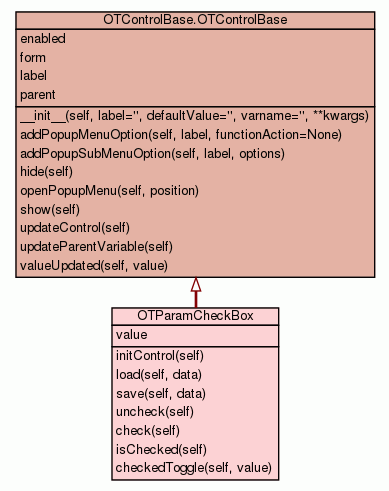 OTControlBase.OTControlBase
enabled
form
label
parent
__init__(self, label='', defaultValue='', varname='', **kwargs)
addPopupMenuOption(self, label, functionAction=None)
addPopupSubMenuOption(self, label, options)
hide(self)
openPopupMenu(self, position)
show(self)
updateControl(self)
updateParentVariable(self)
valueUpdated(self, value)
OTParamCheckBox
value
initControl(self)
load(self, data)
save(self, data)
uncheck(self)
check(self)
isChecked(self)
checkedToggle(self, value)